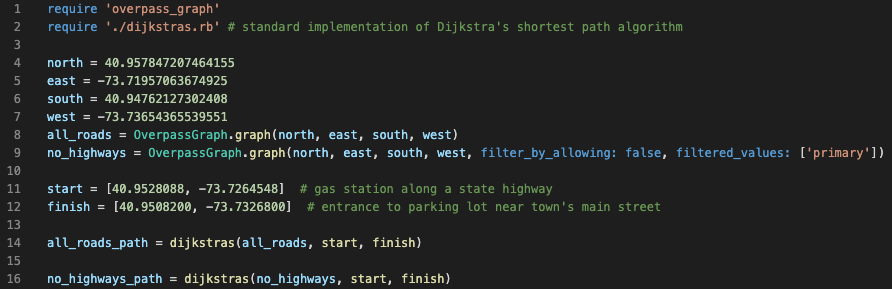 1 require 'overpass_graph'
2 require './dijkstras.rb' # standard implementation of Dijkstra's shortest path algorithm
3
4 north = 40.957847207464155
5 east = -73.71957063674925
6 south = 40.94762127302408
7 west = -73.73654365539551
8 all_roads = OverpassGraph.graph(north, east, south, west)
9 no_highways = OverpassGraph.graph(north, east, south, west, filter_by_allowing: false, filtered_values: ['primary'])
10
11 start = [40.9528088, -73.7264548]  # gas station along a state highway
12 finish = [40.9508200, -73.7326800]  # entrance to parking lot near town's main street
13
14 all_roads_path = dijkstras(all_roads, start, finish)
15
16 no_highways_path = dijkstras(no_highways, start, finish)